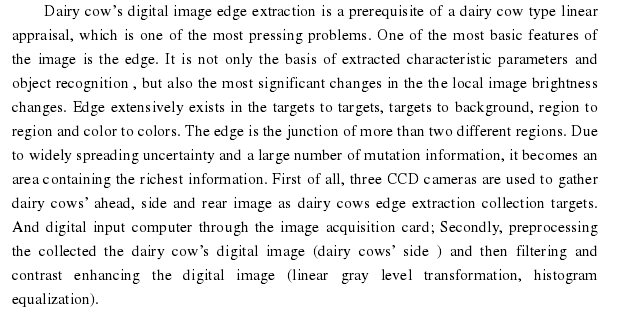 Dairy cow's digital image edge extraction is a prerequisite of a dairy cow type linear
appraisal, which is one of the most pressing problems. One of the most basic features of
the image is the edge. It is not only the basis of extracted characteristic parameters and
object recognition , but also the most significant changes in the the local image brightness
changes. Edge extensively exists in the targets to targets, targets to background, region to
region and color to colors. The edge is the junction of more than two different regions. Due
to widely spreading uncertainty and a large number of mutation information, it becomes an
area containing the richest information. First of all, three CCD cameras are used to gather
dairy cows' ahead, side and rear image as dairy cows edge extraction collection targets.
And digital input computer through the image acquisition card; Secondly, preprocessing
the collected the dairy cow's digital image (dairy cows' side ) and then filtering and
contrast enhancing the digital image (linear gray level transformation, histogram
equalization).